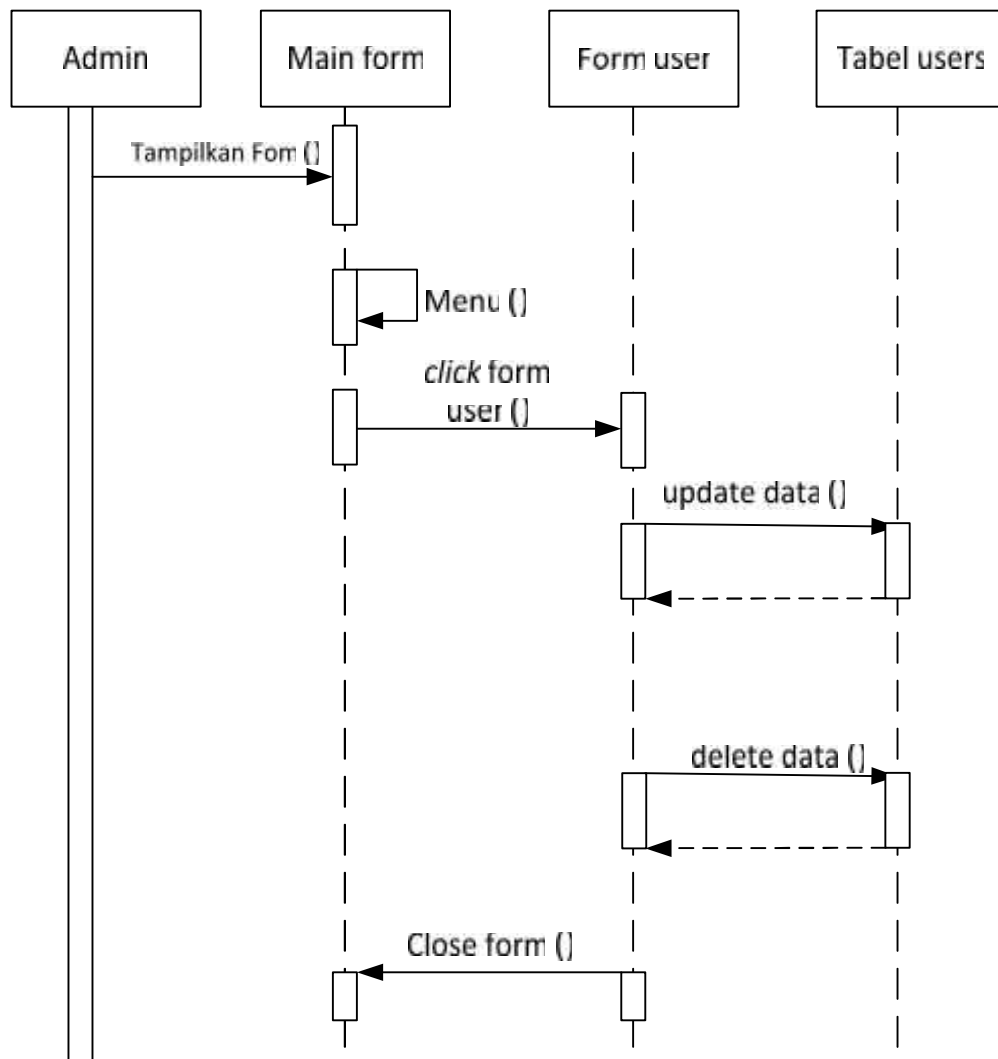 Admin
Main form
Form user
Tabel users
Tampilkan Fom ()
Menu ()
click form
user ()
update data ()
delete data ()
Close form ()